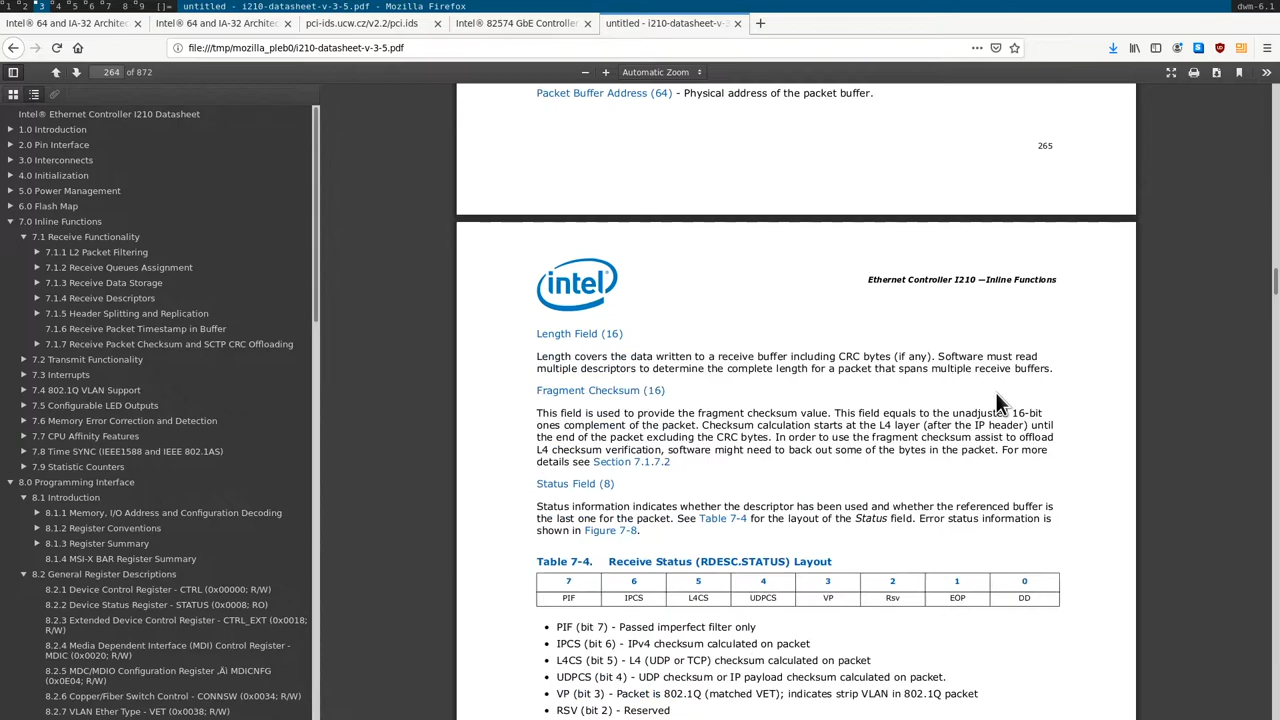 1 2 3 4 5 6 7 8 9 []= untitled - i210-datasheet-v-3-5.pdf - Mozilla Firefox dwm-6.1
Intel® 64 and IA-32 Architec × Intel® 64 and IA-32 Architec × pci-ids.ucw.cz/v2.2/pci.ids × Intel® 82574 GbE Controller × untitled - i210-datasheet-v-3- × +
file:///tmp/mozilla_pleb0/i210-datasheet-v-3-5.pdf
264 of 872 Automatic Zoom
Intel® Ethernet Controller I210 Datasheet
1.0 Introduction
2.0 Pin Interface
3.0 Interconnects
4.0 Initialization
5.0 Power Management
6.0 Flash Map
7.0 Inline Functions
7.1 Receive Functionality
7.1.1 L2 Packet Filtering
7.1.2 Receive Queues Assignment
7.1.3 Receive Data Storage
7.1.4 Receive Descriptors
7.1.5 Header Splitting and Replication
7.1.6 Receive Packet Timestamp in Buffer
7.1.7 Receive Packet Checksum and SCTP CRC Offloading
7.2 Transmit Functionality
7.3 Interrupts
7.4 802.1Q VLAN Support
7.5 Configurable LED Outputs
7.6 Memory Error Correction and Detection
7.7 CPU Affinity Features
7.8 Time SYNC (IEEE1588 and IEEE 802.1AS)
7.9 Statistic Counters
8.0 Programming Interface
8.1 Introduction
8.1.1 Memory, I/O Address and Configuration Decoding
8.1.2 Register Conventions
8.1.3 Register Summary
8.1.4 MSI-X BAR Register Summary
8.2 General Register Descriptions
8.2.1 Device Control Register - CTRL (0x00000; R/W)
8.2.2 Device Status Register - STATUS (0x0008; RO)
8.2.3 Extended Device Control Register - CTRL_EXT (0x0018;
R/W)
8.2.4 Media Dependent Interface (MDI) Control Register -
MDIC (0x0020; R/W)
8.2.5 MDC/MDIO Configuration Register ‚Äì MDICNFG
(0x0E04; R/W)
8.2.6 Copper/Fiber Switch Control - CONNSW (0x0034; R/W)
8.2.7 VLAN Ether Type - VET (0x0038; R/W)
Packet Buffer Address (64) - Physical address of the packet buffer.
265
intel®
Ethernet Controller I210 —Inline Functions
Length Field (16)
Length covers the data written to a receive buffer including CRC bytes (if any). Software must read
multiple descriptors to determine the complete length for a packet that spans multiple receive buffers.
Fragment Checksum (16)
This field is used to provide the fragment checksum value. This field equals to the unadjusted 16-bit
ones complement of the packet. Checksum calculation starts at the L4 layer (after the IP header) until
the end of the packet excluding the CRC bytes. In order to use the fragment checksum assist to offload
L4 checksum verification, software might need to back out some of the bytes in the packet. For more
details see Section 7.1.7.2
Status Field (8)
Status information indicates whether the descriptor has been used and whether the referenced buffer is
the last one for the packet. See Table 7-4 for the layout of the Status field. Error status information is
shown in Figure 7-8.
Table 7-4. Receive Status (RDESC.STATUS) Layout
7 6 5 4 3 2 1 0
PIF IPCS L4CS UDPCS VP Rsv EOP DD
• PIF (bit 7) - Passed imperfect filter only
• IPCS (bit 6) - IPv4 checksum calculated on packet
• L4CS (bit 5) - L4 (UDP or TCP) checksum calculated on packet
• UDPCS (bit 4) - UDP checksum or IP payload checksum calculated on packet.
• VP (bit 3) - Packet is 802.1Q (matched VET); indicates strip VLAN in 802.1Q packet
• RSV (bit 2) - Reserved